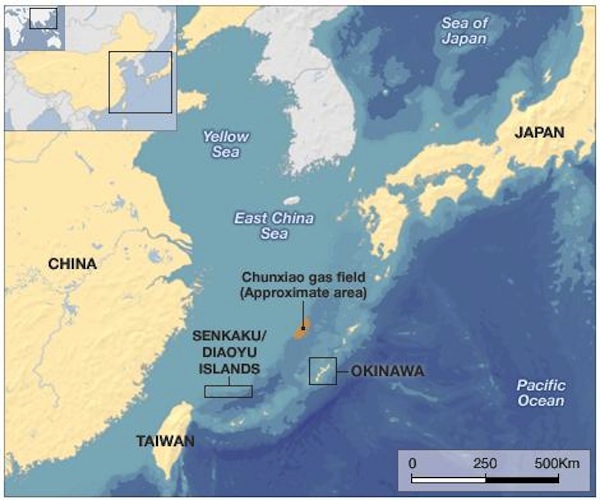 Sea of
Japan
JAPAN
Yellow
Sea
East China
Sea
CHINA
Chunxiao gas field
(Approximate area)
SENKAKU/
DIAOYU
ISLANDS
OKINAWA
Pacific
Ocean
TAIWAN
0 250 500Km